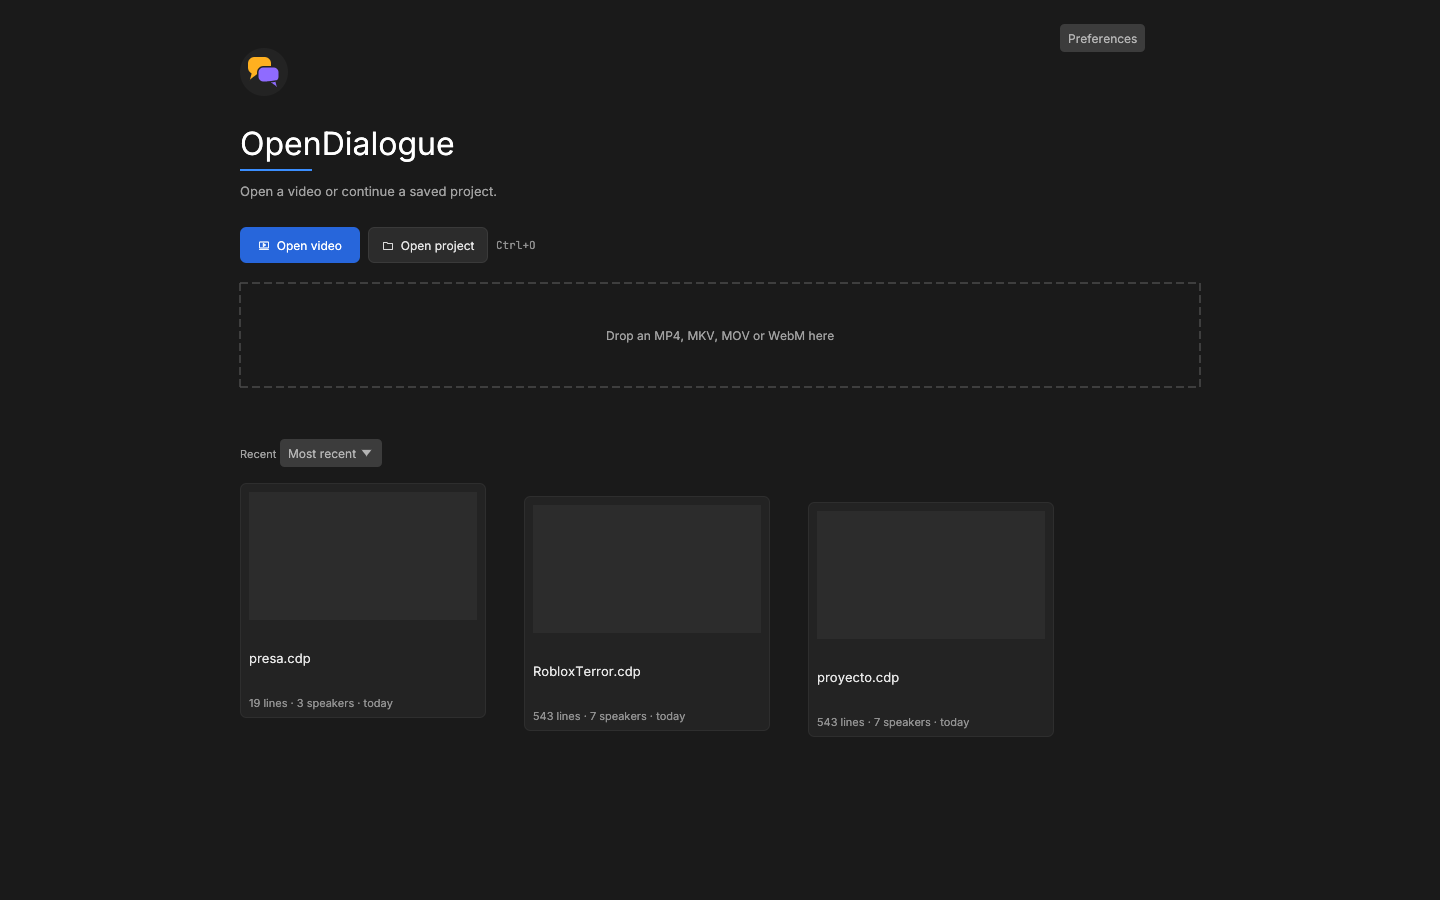 Preferences
OpenDialogue
Open a video or continue a saved project.
Open video
Open project
Ctrl+O
Drop an MP4, MKV, MOV or WebM here
Recent
Most recent
presa.cdp
19 lines · 3 speakers · today
RobloxTerror.cdp
543 lines · 7 speakers · today
proyecto.cdp
543 lines · 7 speakers · today